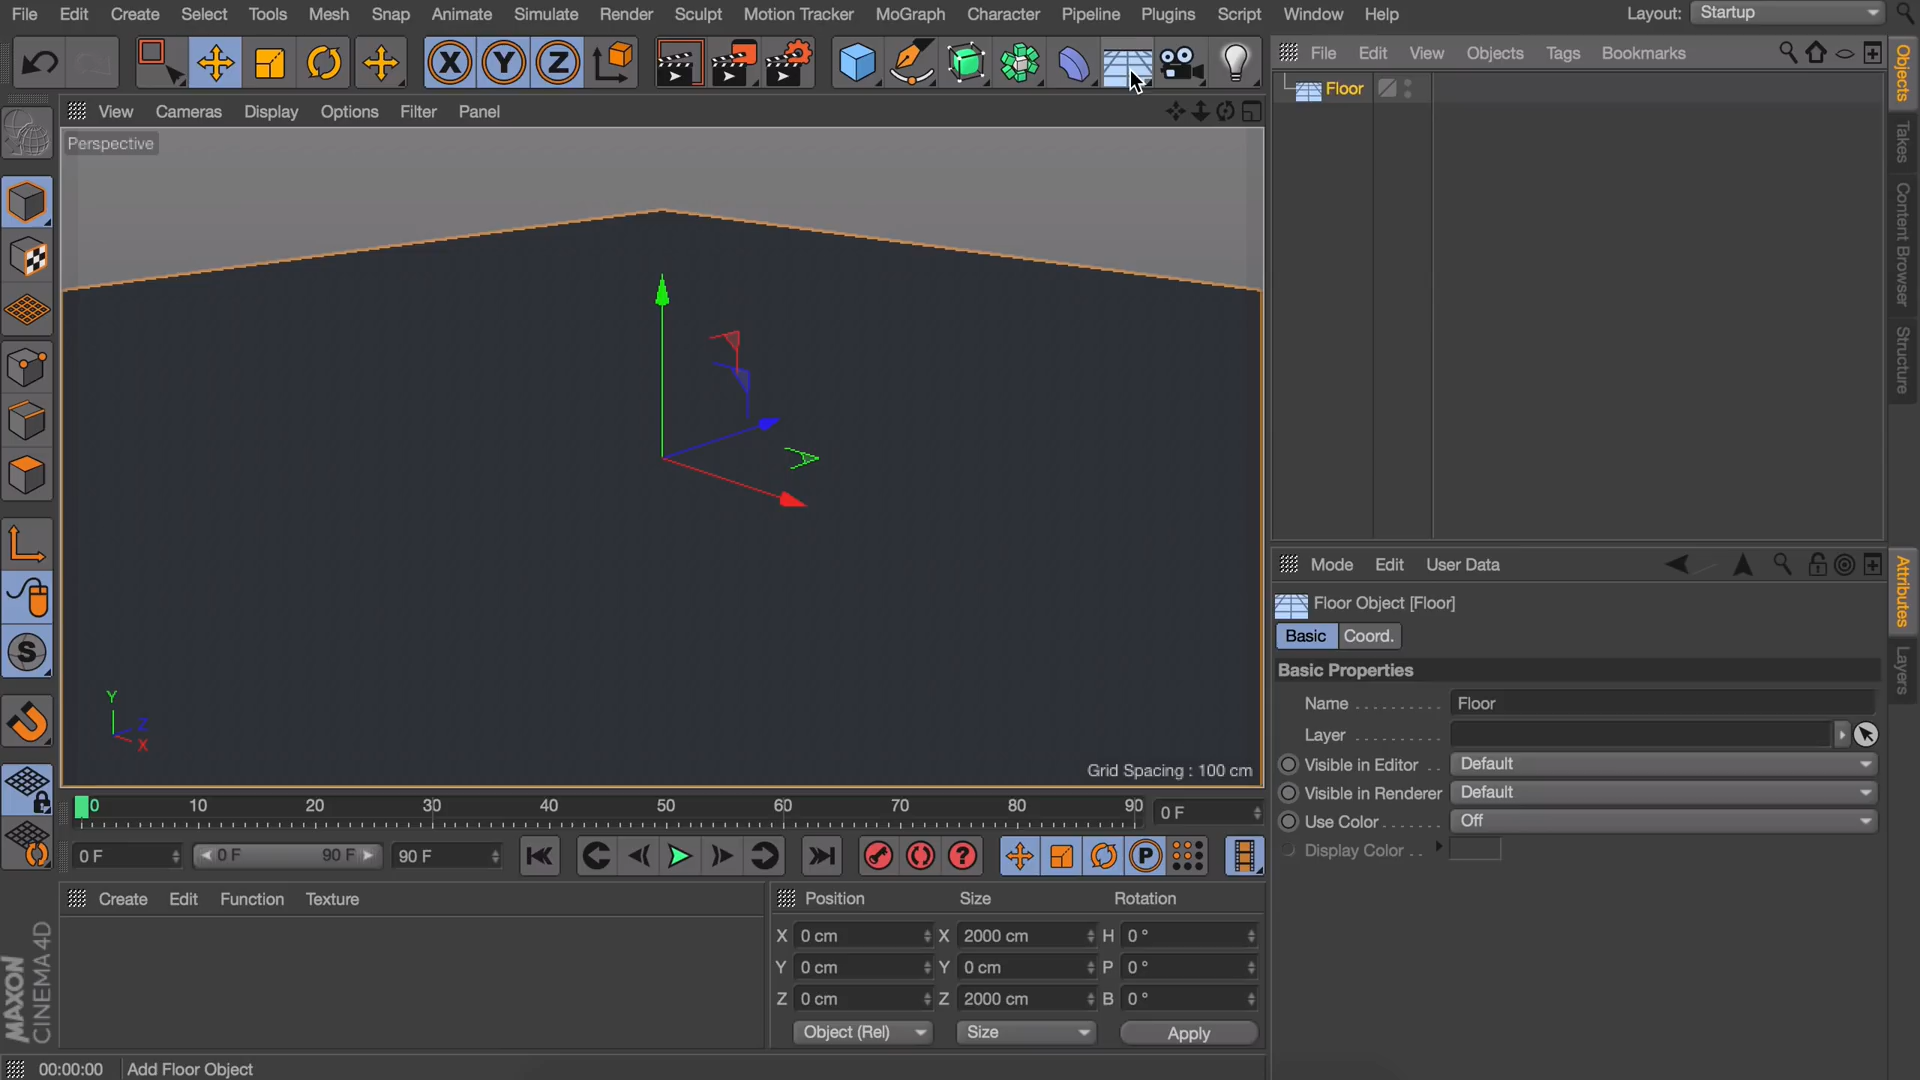 File Edit Create Select Tools Mesh Snap Animate Simulate Render Sculpt Motion Tracker MoGraph Character Pipeline Plugins Script Window Help Layout: Startup
X Y Z
File Edit View Objects Tags Bookmarks
Floor
Objects
Takes
Content Browser
Structure
View Cameras Display Options Filter Panel
Perspective
Y
Z
X
Grid Spacing : 100 cm
S
Mode Edit User Data
Floor Object [Floor]
Basic Coord.
Basic Properties
Name . . . . . . . . . . Floor
Layer . . . . . . . . . .
Visible in Editor . . Default
Visible in Renderer Default
Use Color . . . . . . . Off
Display Color . .
Attributes
Layers
0 10 20 30 40 50 60 70 80 90 0 F
0 F 0 F 90 F 90 F
P
Create Edit Function Texture
Position Size Rotation
X 0 cm X 2000 cm H 0 °
Y 0 cm Y 0 cm P 0 °
Z 0 cm Z 2000 cm B 0 °
Object (Rel) Size Apply
MAXON
CINEMA 4D
00:00:00 Add Floor Object